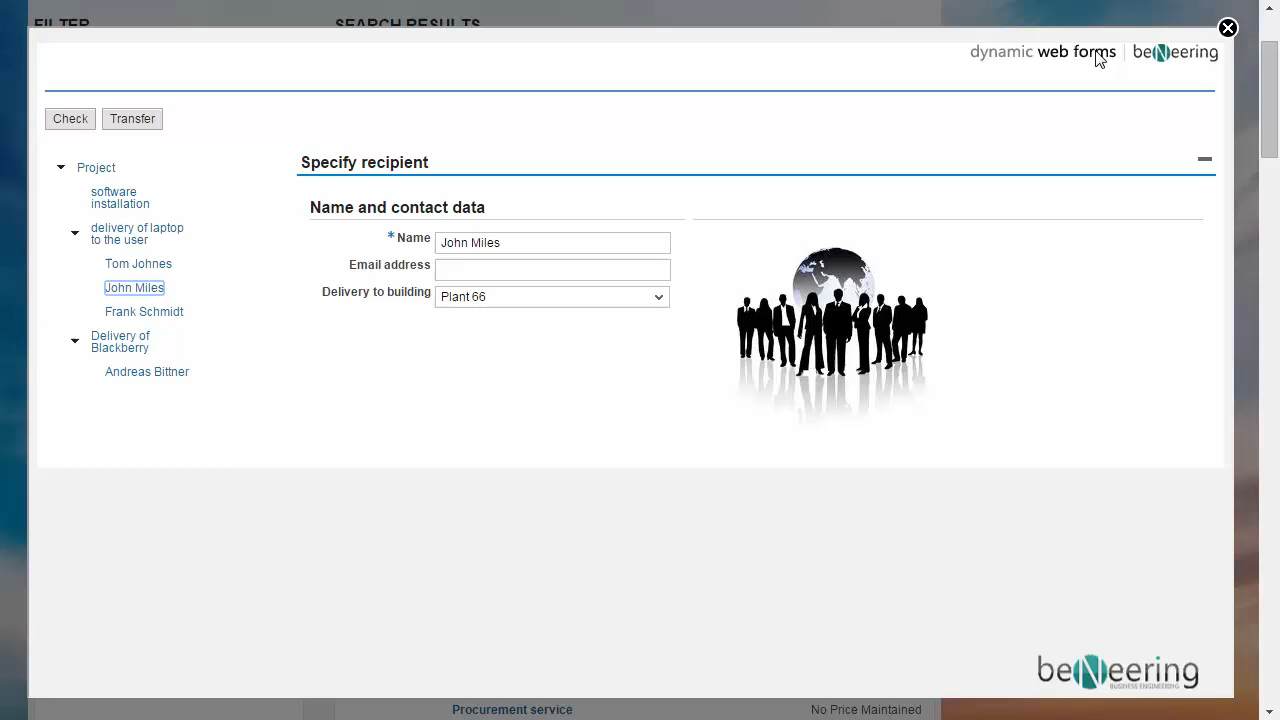 FILTER
SEARCH RESULTS
dynamic web forms
beNeering
Check
Transfer
Project
software
installation
delivery of laptop
to the user
Tom Johnes
John Miles
Frank Schmidt
Delivery of
Blackberry
Andreas Bittner
Specify recipient
Name and contact data
* Name
John Miles
Email address
Delivery to building
Plant 66
beNeering
BUSINESS ENGINEERING
Procurement service
No Price Maintained